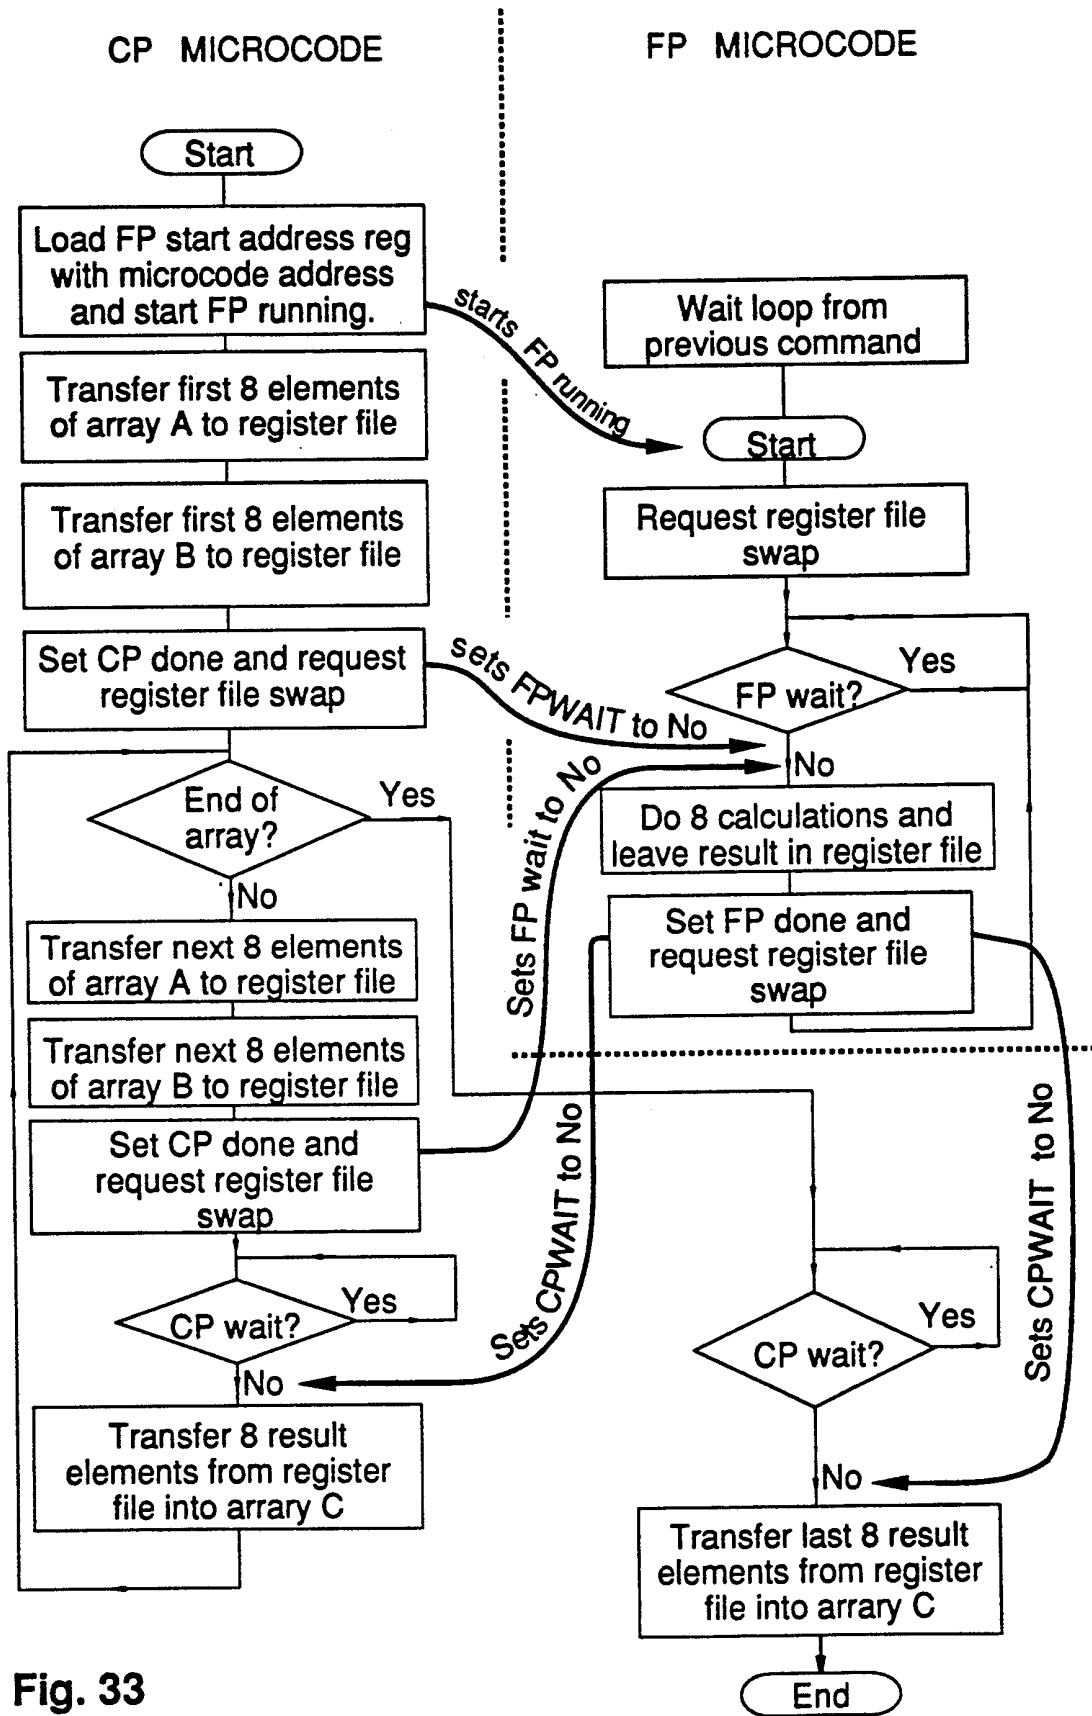 CP MICROCODE
FP MICROCODE
Start
Load FP start address reg
with microcode address
and start FP running.
starts FP running
Transfer first 8 elements
of array A to register file
Transfer first 8 elements
of array B to register file
Set CP done and request
register file swap
sets FPWAIT to No
End of
array?
Yes
No
Transfer next 8 elements
of array A to register file
Transfer next 8 elements
of array B to register file
Set CP done and
request register file
swap
Sets FP wait to No
CP wait?
Yes
No
Transfer 8 result
elements from register
file into arrary C
Wait loop from
previous command
Start
Request register file
swap
FP wait?
Yes
No
Do 8 calculations and
leave result in register file
Set FP done and
request register file
swap
Sets CPWAIT to No
Sets CPWAIT to No
CP wait?
Yes
No
Transfer last 8 result
elements from register
file into arrary C
End
Fig. 33